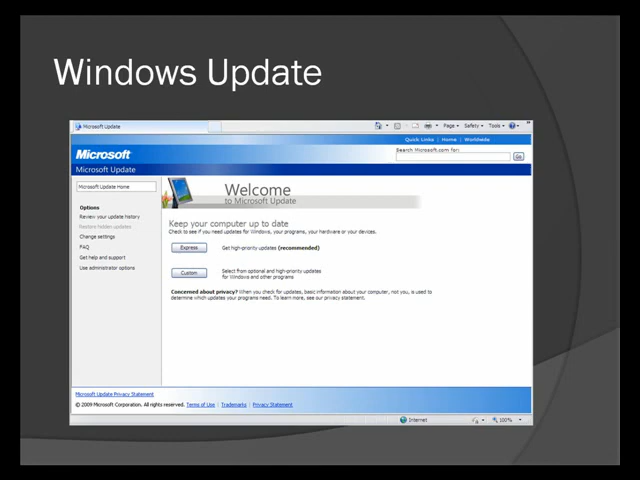 Windows Update
Microsoft Update
Page
Safety
Tools
Quick Links | Home | Worldwide
Microsoft
Search Microsoft.com for:
Go
Microsoft Update
Microsoft Update Home
Welcome
to Microsoft Update
Options
Review your update history
Restore hidden updates
Change settings
FAQ
Get help and support
Use administrator options
Keep your computer up to date
Check to see if you need updates for Windows, your programs, your hardware or your devices.
Express
Get high-priority updates (recommended)
Custom
Select from optional and high-priority updates
for Windows and other programs
Concerned about privacy? When you check for updates, basic information about your computer, not you, is used to
determine which updates your programs need. To learn more, see our privacy statement.
Microsoft Update Privacy Statement
© 2009 Microsoft Corporation. All rights reserved. Terms of Use | Trademarks | Privacy Statement
Internet
100%